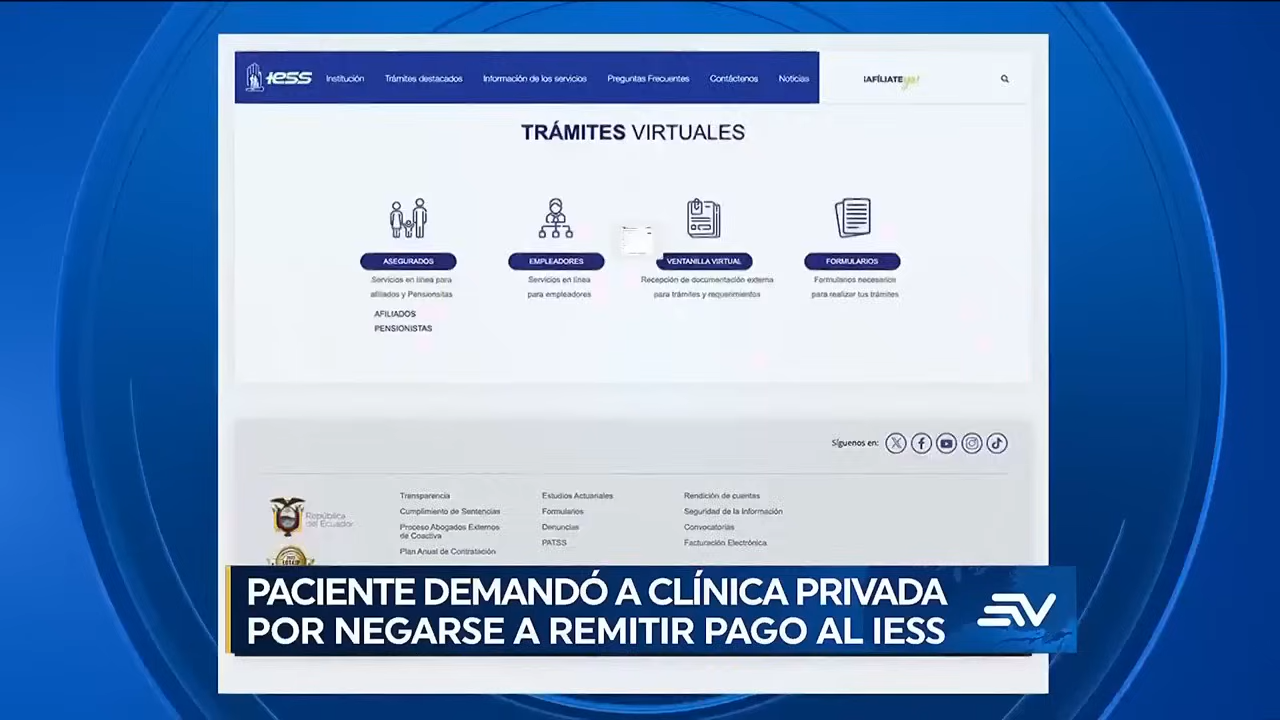 iess
Institución
Trámites destacados
Información de los servicios
Preguntas Frecuentes
Contáctenos
Noticias
¡AFÍLIATE ya!
TRÁMITES VIRTUALES
ASEGURADOS
Servicios en línea para
afiliados y Pensionsitas
AFILIADOS
PENSIONISTAS
EMPLEADORES
Servicios en línea
para empleadores
VENTANILLA VIRTUAL
Recepción de documentación externa
para trámites y requerimientos
FORMULARIOS
Formularios necesarios
para realizar tus trámites
Síguenos en:
República
del Ecuador
Transparencia
Cumplimiento de Sentencias
Proceso Abogados Externos
de Coactiva
Plan Anual de Contratación
Estudios Actuariales
Formularios
Denuncias
PATSS
Rendición de cuentas
Seguridad de la Información
Convocatorias
Facturación Electrónica
PACIENTE DEMANDÓ A CLÍNICA PRIVADA
POR NEGARSE A REMITIR PAGO AL IESS